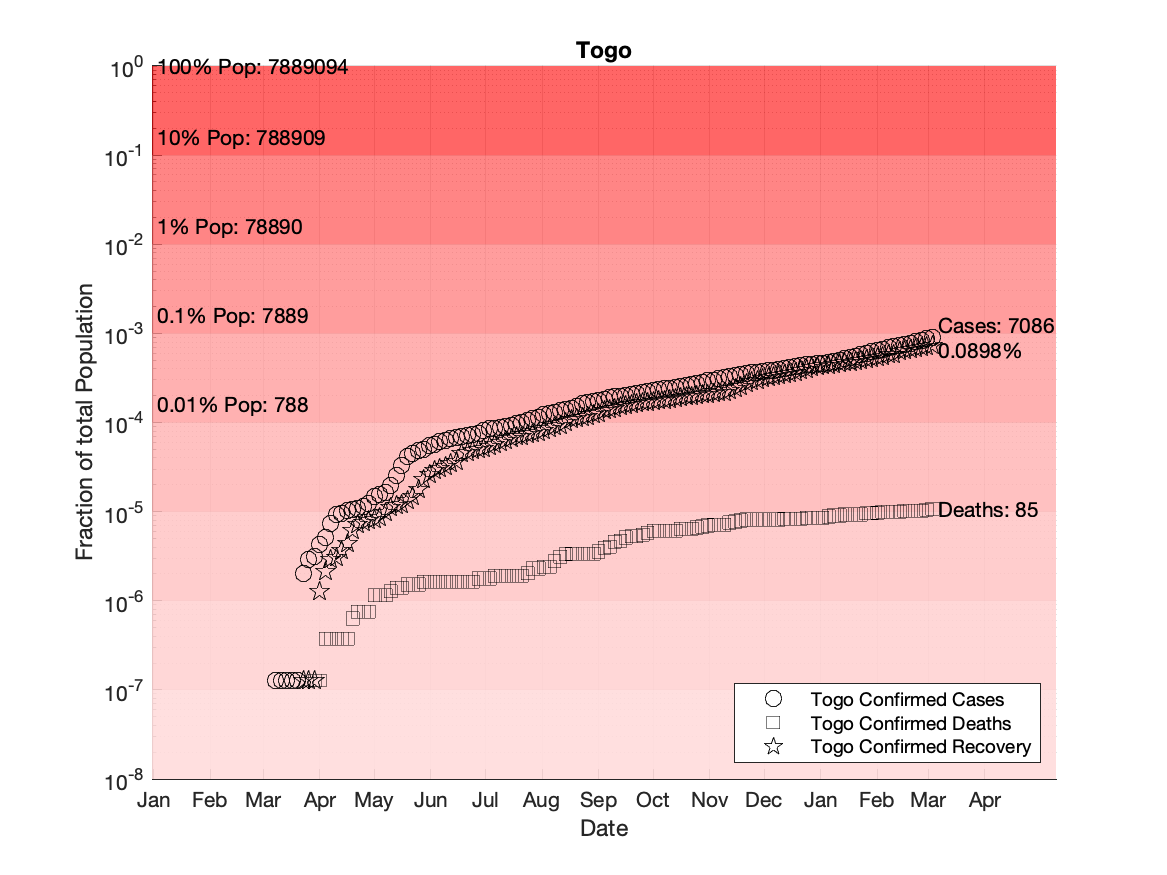 Togo
10^0
100% Pop: 7889094
10% Pop: 788909
10^-1
1% Pop: 78890
10^-2
0.1% Pop: 7889
10^-3
Cases: 7086
0.0898%
0.01% Pop: 788
10^-4
10^-5
Deaths: 85
10^-6
10^-7
10^-8
Fraction of total Population
Togo Confirmed Cases
Togo Confirmed Deaths
Togo Confirmed Recovery
Jan Feb Mar Apr May Jun Jul Aug Sep Oct Nov Dec Jan Feb Mar Apr
Date